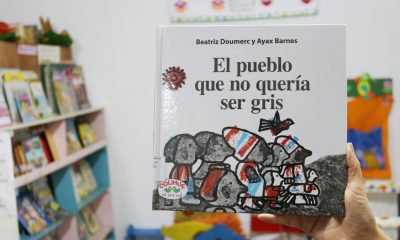 Beatriz Doumerc y Ayax Barnes
El pueblo
que no quería
ser gris
COLIHUE